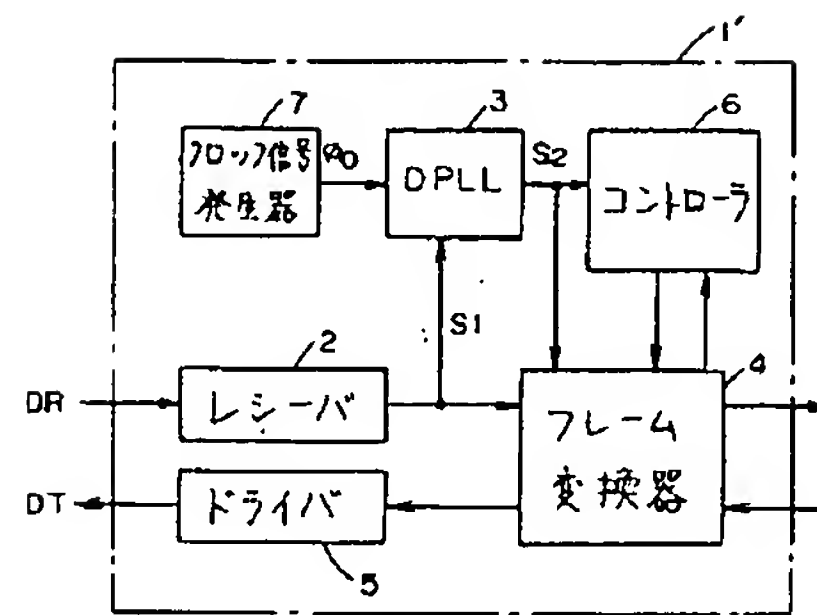 1′
7
3
6
クロック信号
発生器
φ0
DPLL
S2
コントローラ
S1
2
4
DR
レシーバ
フレーム
変換器
DT
ドライバ
5